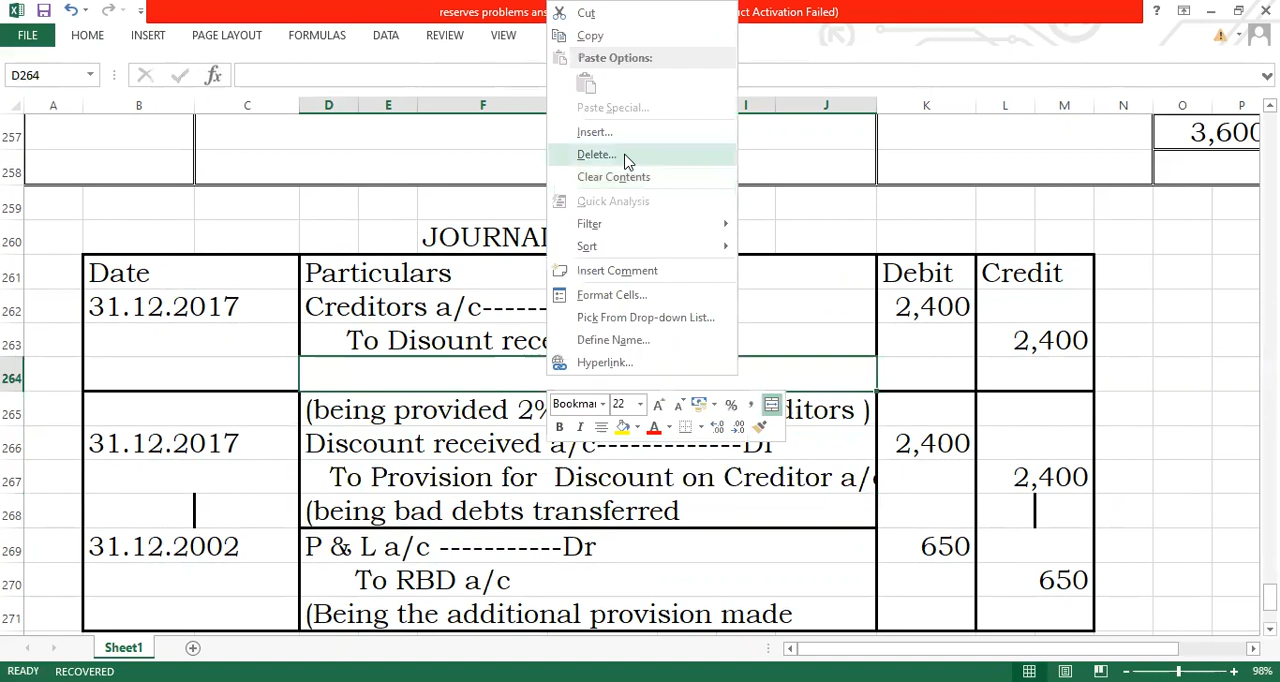 reserves problems ans
ct Activation Failed)
FILE HOME INSERT PAGE LAYOUT FORMULAS DATA REVIEW VIEW
D264 fx
A B C D E F I J K L M N O P
Cut
Copy
Paste Options:
Paste Special...
Insert...
Delete...
Clear Contents
Quick Analysis
Filter
Sort
Insert Comment
Format Cells...
Pick From Drop-down List...
Define Name...
Hyperlink...
Bookmar 22 A A %
B I A
257 3,600
258
259
260 JOURNAL
261 Date Particulars Debit Credit
262 31.12.2017 Creditors a/c------- 2,400
263 To Disount rece 2,400
264
265 (being provided 2% ditors )
266 31.12.2017 Discount received a/c-------------Dr 2,400
267 To Provision for Discount on Creditor a/c 2,400
268 (being bad debts transferred
269 31.12.2002 P & L a/c -----------Dr 650
270 To RBD a/c 650
271 (Being the additional provision made
Sheet1
READY RECOVERED 98%